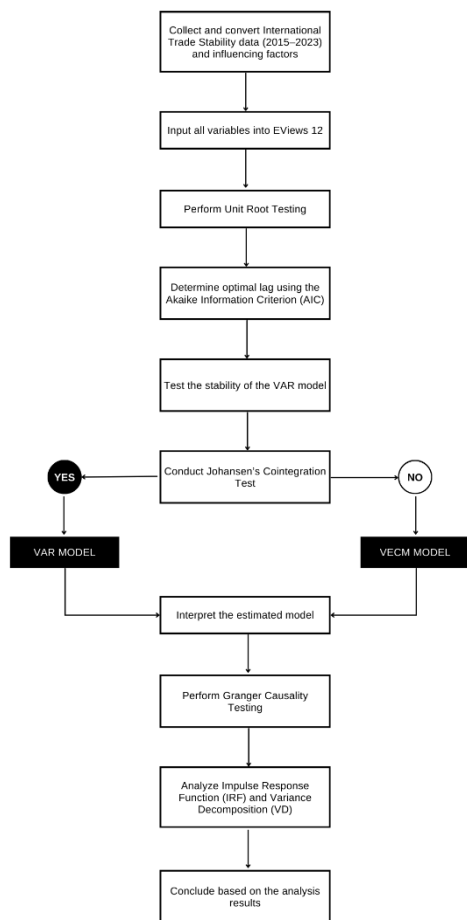 Collect and convert International
Trade Stability data (2015–2023)
and influencing factors
Input all variables into EViews 12
Perform Unit Root Testing
Determine optimal lag using the
Akaike Information Criterion (AIC)
Test the stability of the VAR model
Conduct Johansen's Cointegration
Test
YES
NO
VAR MODEL
VECM MODEL
Interpret the estimated model
Perform Granger Causality
Testing
Analyze Impulse Response
Function (IRF) and Variance
Decomposition (VD)
Conclude based on the analysis
results